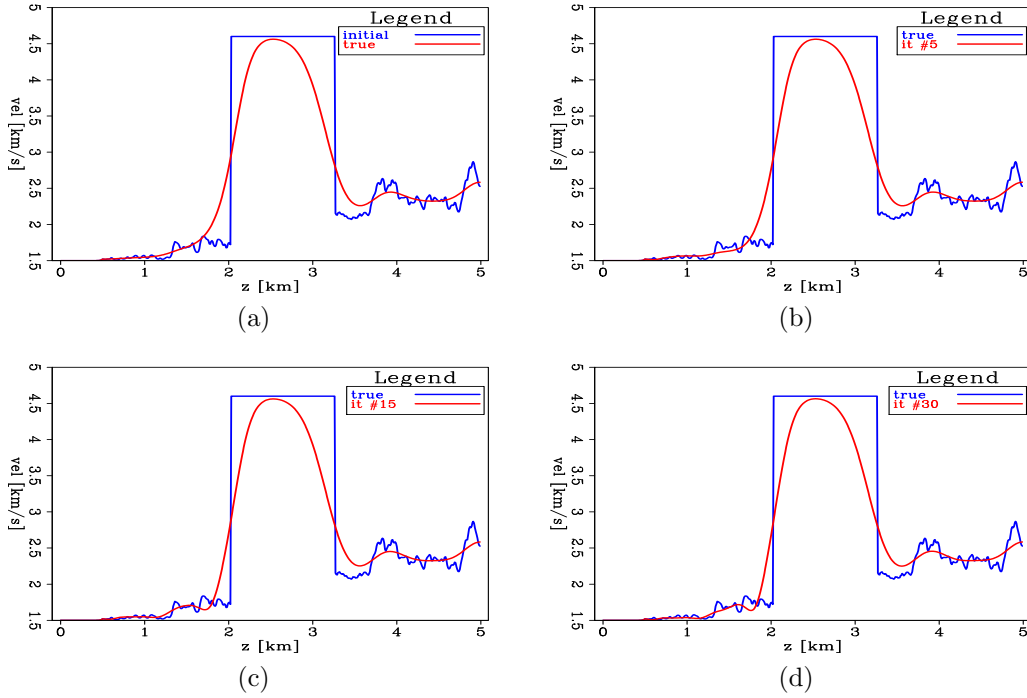 Legend
initial
true
5
4.5
4
3.5
3
2.5
2
1.5
vel [km/s]
0 1 2 3 4 5
z [km]
(a)
Legend
true
it #5
5
4.5
4
3.5
3
2.5
2
1.5
vel [km/s]
0 1 2 3 4 5
z [km]
(b)
Legend
true
it #15
5
4.5
4
3.5
3
2.5
2
1.5
vel [km/s]
0 1 2 3 4 5
z [km]
(c)
Legend
true
it #30
5
4.5
4
3.5
3
2.5
2
1.5
vel [km/s]
0 1 2 3 4 5
z [km]
(d)